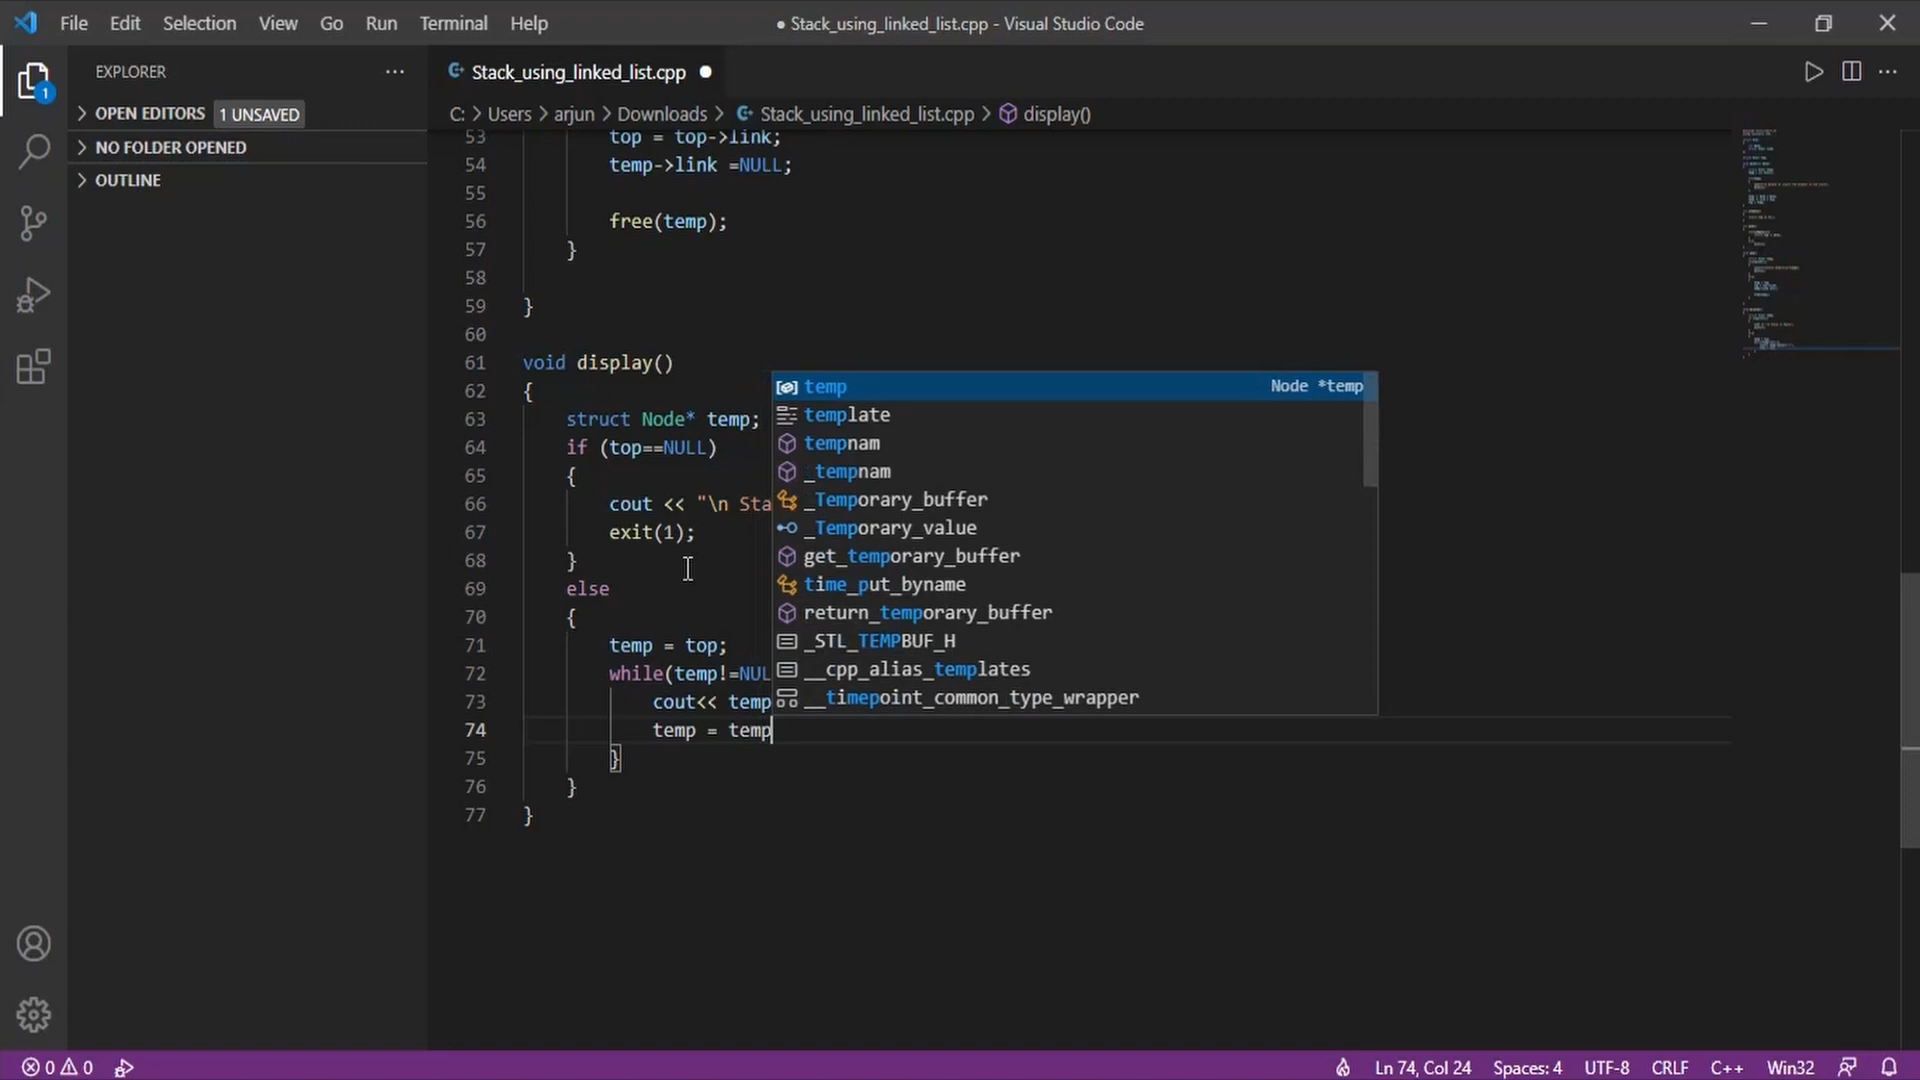 File Edit Selection View Go Run Terminal Help
● Stack_using_linked_list.cpp - Visual Studio Code
EXPLORER
OPEN EDITORS 1 UNSAVED
NO FOLDER OPENED
OUTLINE
1
Stack_using_linked_list.cpp ●
C: > Users > arjun > Downloads > Stack_using_linked_list.cpp > display()
53 top = top->link;
54 temp->link =NULL;
55
56 free(temp);
57 }
58
59 }
60
61 void display()
62 {
63 struct Node* temp;
64 if (top==NULL)
65 {
66 cout << "\n Sta
67 exit(1);
68 }
69 else
70 {
71 temp = top;
72 while(temp!=NUL
73 cout<< temp
74 temp = temp
75 }
76 }
77 }
temp Node *temp
template
tempnam
_tempnam
_Temporary_buffer
_Temporary_value
get_temporary_buffer
time_put_byname
return_temporary_buffer
_STL_TEMPBUF_H
__cpp_alias_templates
__timepoint_common_type_wrapper
0 0 Ln 74, Col 24 Spaces: 4 UTF-8 CRLF C++ Win32